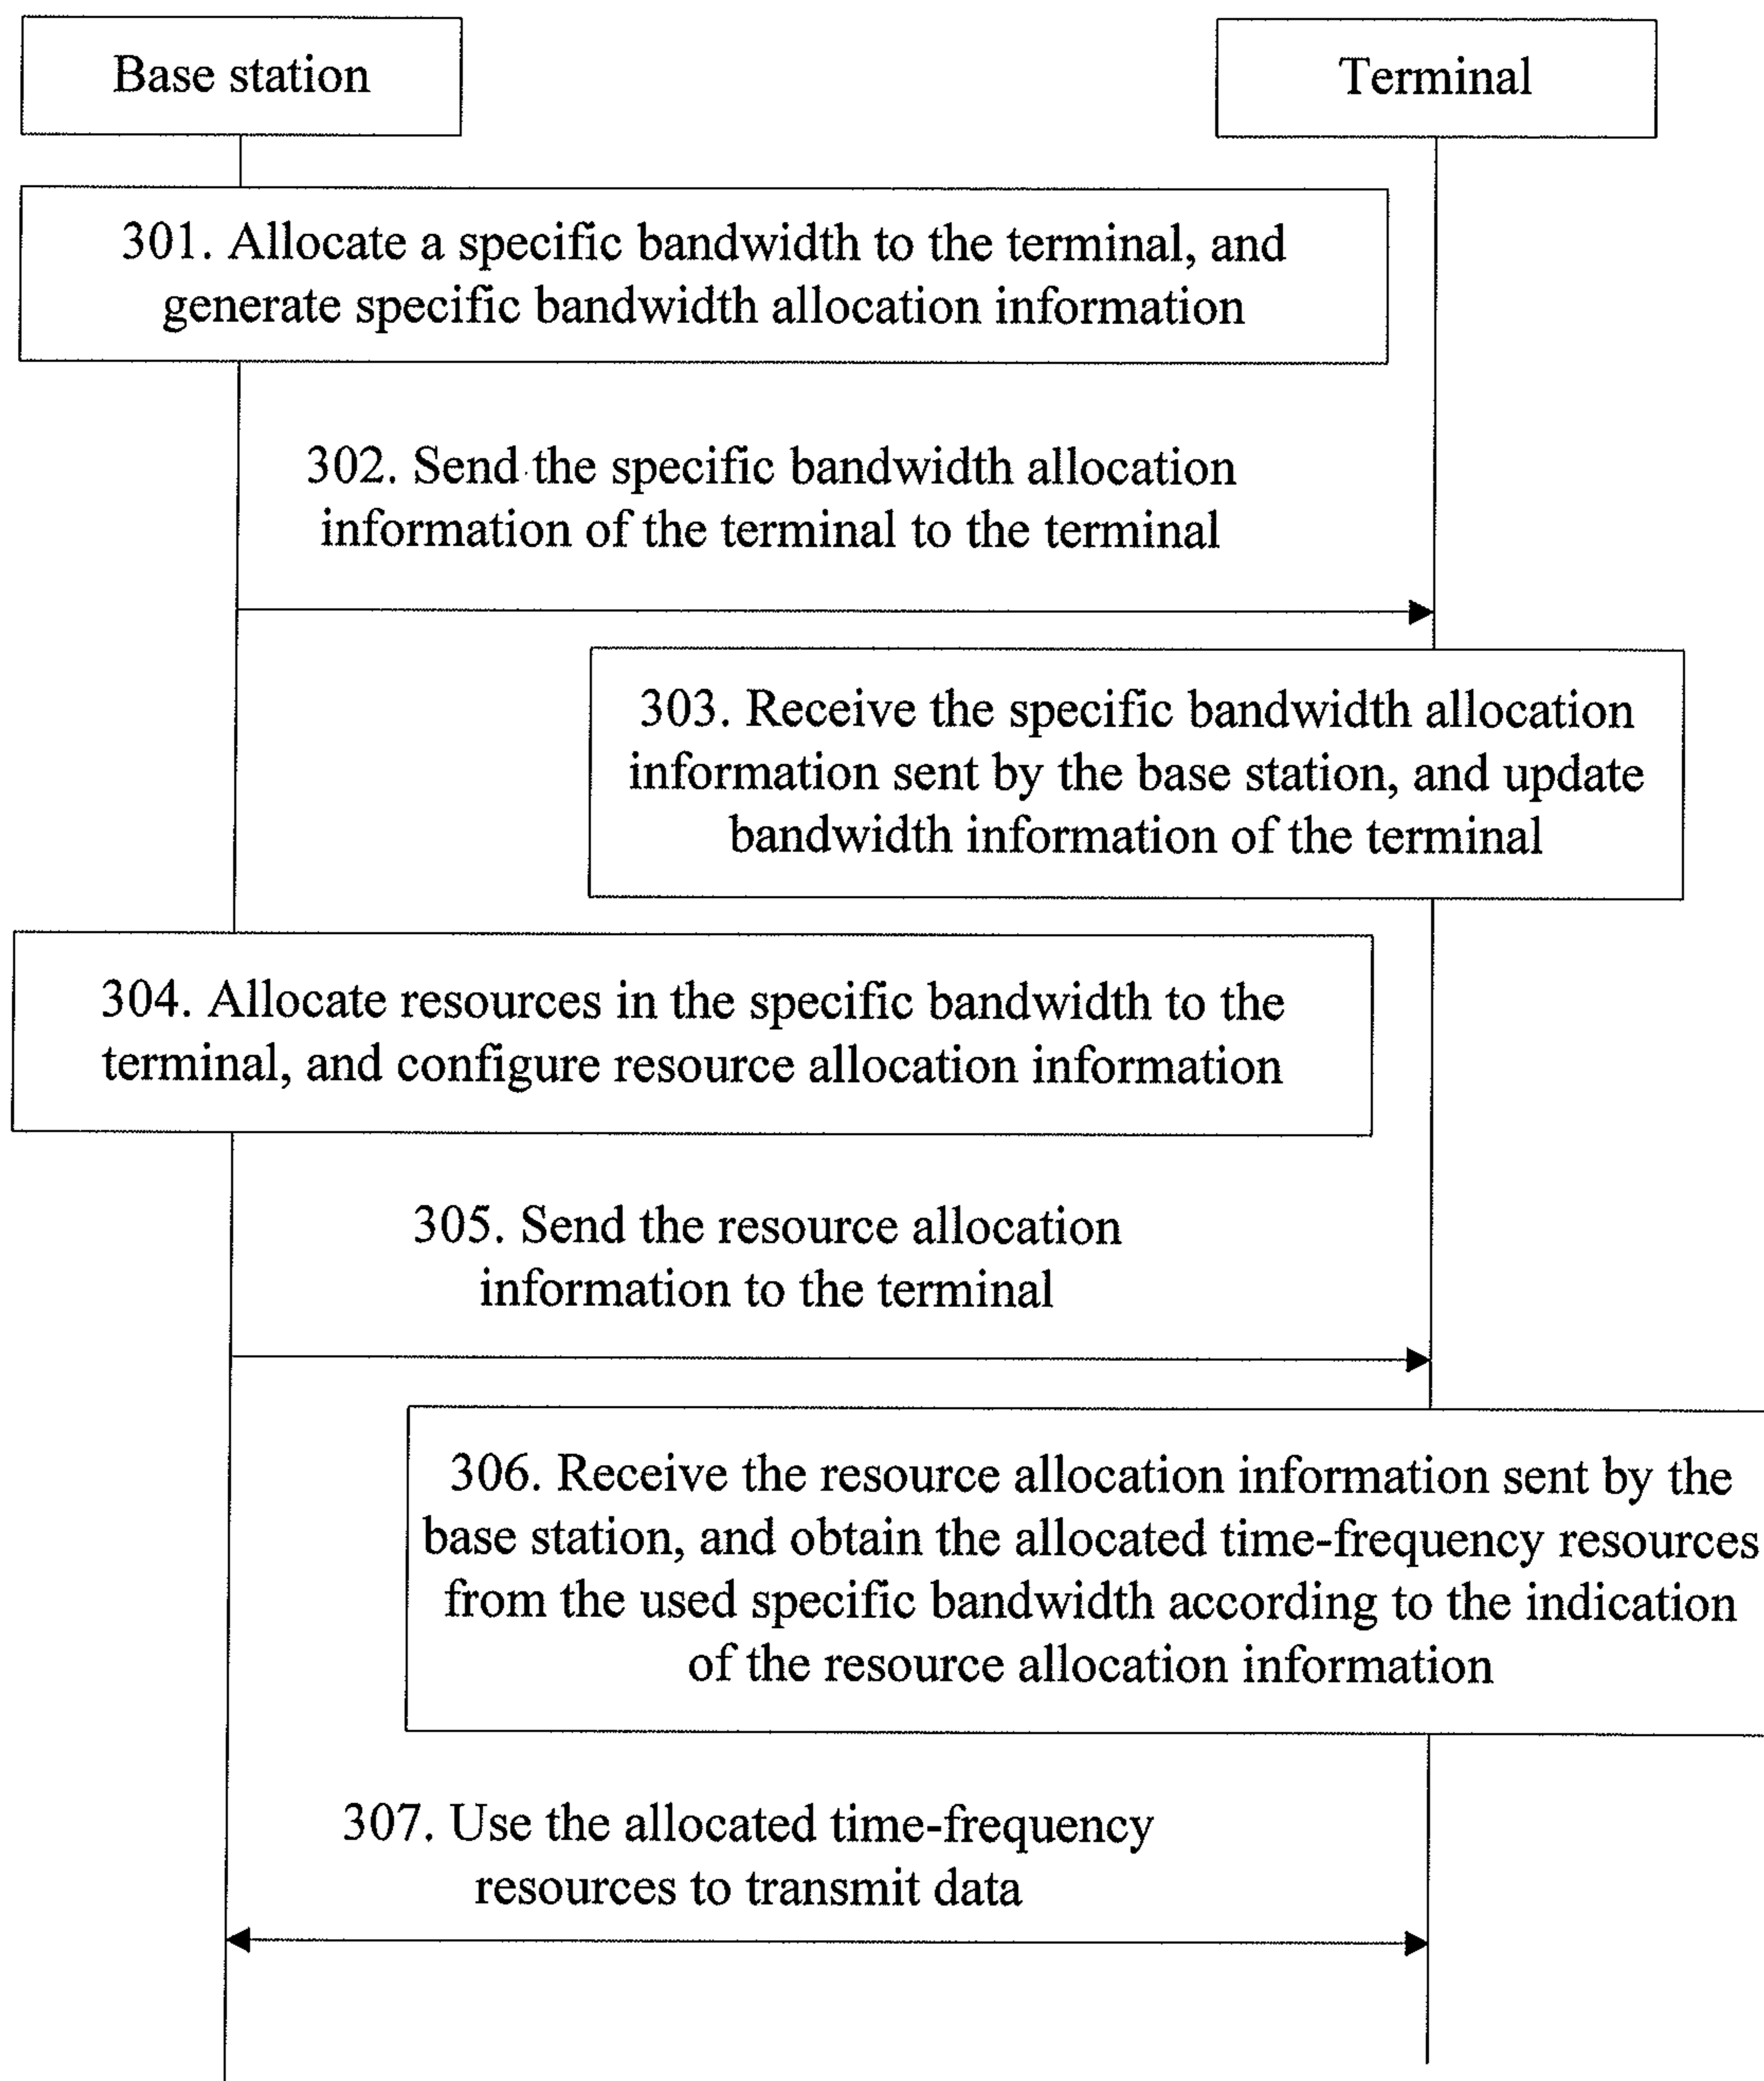 Base station
Terminal
301. Allocate a specific bandwidth to the terminal, and
generate specific bandwidth allocation information
302. Send the specific bandwidth allocation
information of the terminal to the terminal
303. Receive the specific bandwidth allocation
information sent by the base station, and update
bandwidth information of the terminal
304. Allocate resources in the specific bandwidth to the
terminal, and configure resource allocation information
305. Send the resource allocation
information to the terminal
306. Receive the resource allocation information sent by the
base station, and obtain the allocated time-frequency resources
from the used specific bandwidth according to the indication
of the resource allocation information
307. Use the allocated time-frequency
resources to transmit data